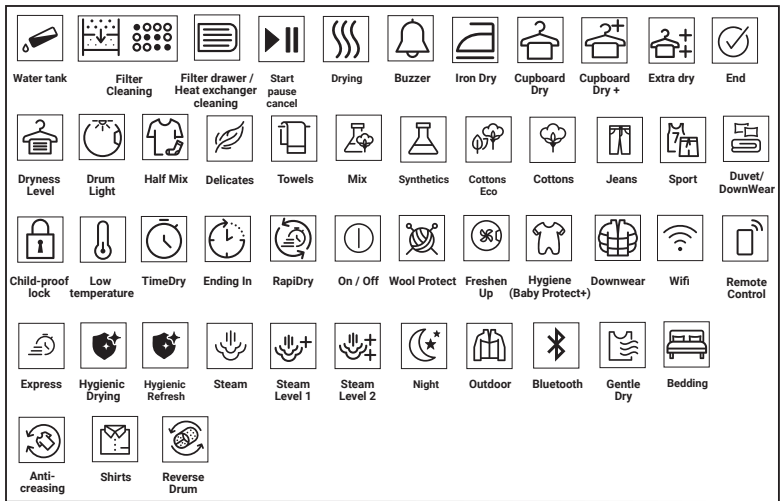 Water tank
Filter
Cleaning
Filter drawer /
Heat exchanger
cleaning
Start
pause
cancel
Drying
Buzzer
Iron Dry
Cupboard
Dry
Cupboard
Dry +
Extra dry
End
Dryness
Level
Drum
Light
Half Mix
Delicates
Towels
Mix
Synthetics
Cottons
Eco
Cottons
Jeans
7
Sport
Duvet/
DownWear
Child-proof
lock
Low
temperature
TimeDry
Ending In
RapiDry
On / Off
Wool Protect
Freshen
Up
Hygiene
(Baby Protect+)
Downwear
Wifi
Remote
Control
Express
Hygienic
Drying
Hygienic
Refresh
Steam
Steam
Level 1
Steam
Level 2
Night
Outdoor
Bluetooth
Gentle
Dry
Bedding
Anti-
creasing
Shirts
Reverse
Drum